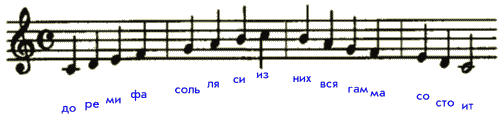 до ре ми фа соль ля си из них вся гам ма со сто ит